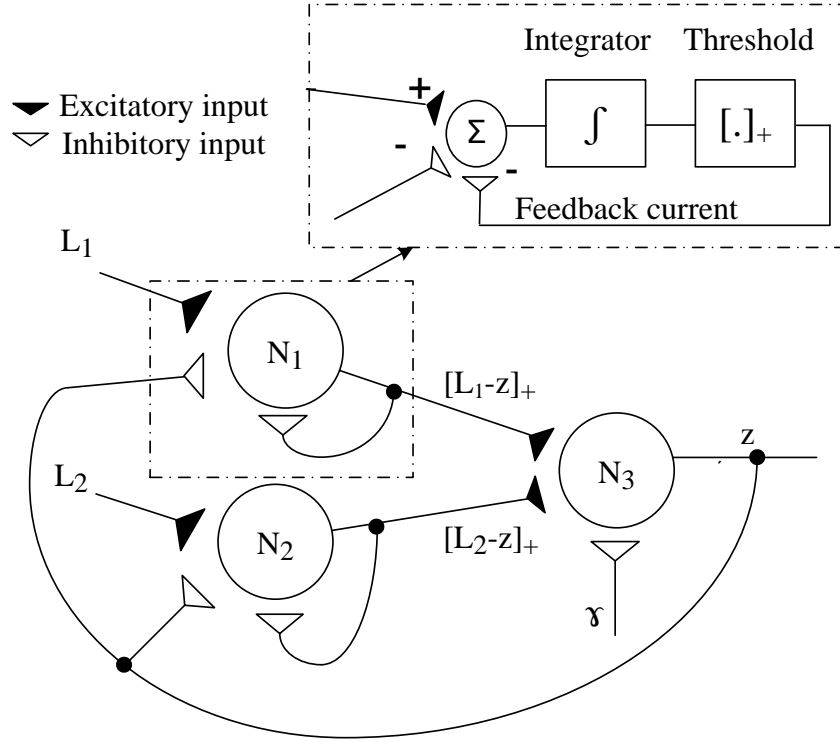 Integrator Threshold
Excitatory input
Inhibitory input
+
-
Σ
∫
[.]₊
-
Feedback current
L₁
N₁
[L₁-z]₊
z
N₃
L₂
N₂
[L₂-z]₊
γ